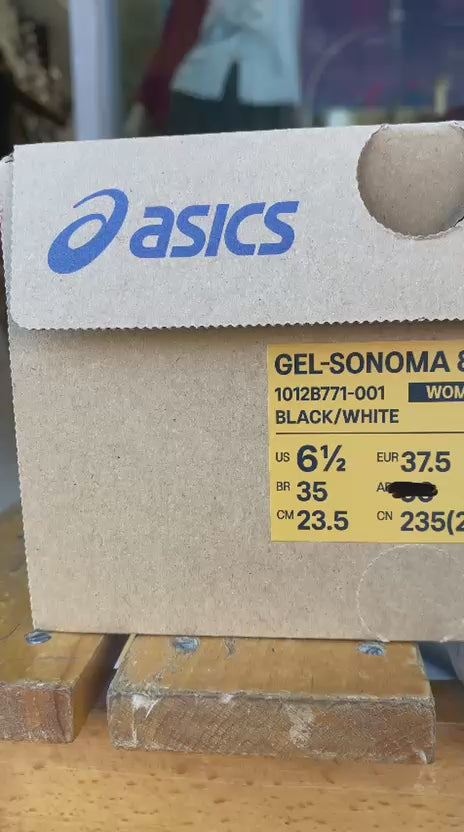 asics
GEL-SONOMA 8
1012B771-001
BLACK/WHITE
US 6½ EUR 37.5
BR 35
CM 23.5 CN 235(2